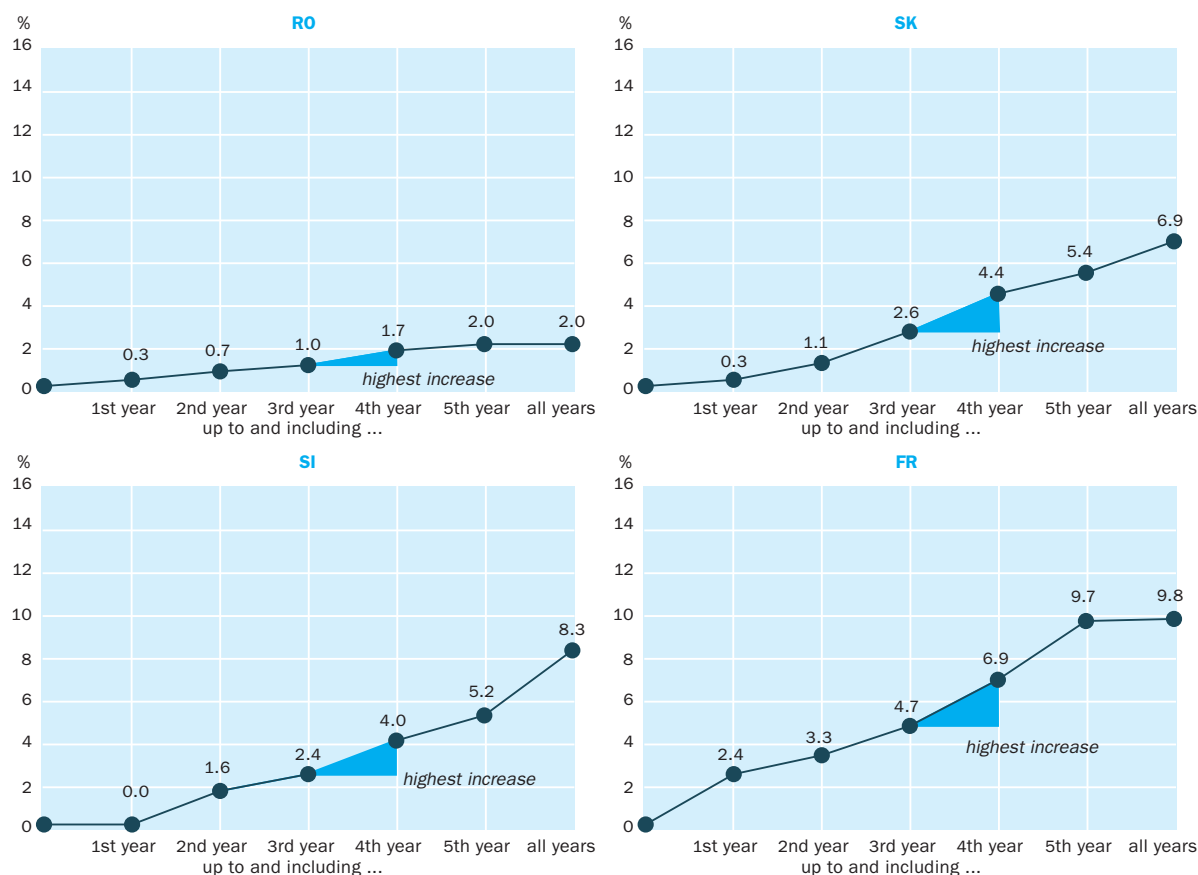 % RO
16
14
12
10
8
6
4
2
0
0.3 0.7 1.0 1.7 2.0 2.0
highest increase
1st year 2nd year 3rd year 4th year 5th year all years
up to and including ...
% SK
16
14
12
10
8
6
4
2
0
0.3 1.1 2.6 4.4 5.4 6.9
highest increase
1st year 2nd year 3rd year 4th year 5th year all years
up to and including ...
% SI
16
14
12
10
8
6
4
2
0
0.0 1.6 2.4 4.0 5.2 8.3
highest increase
1st year 2nd year 3rd year 4th year 5th year all years
up to and including ...
% FR
16
14
12
10
8
6
4
2
0
2.4 3.3 4.7 6.9 9.7 9.8
highest increase
1st year 2nd year 3rd year 4th year 5th year all years
up to and including ...